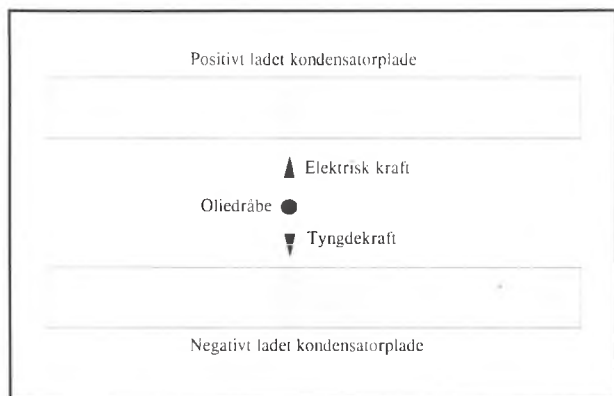 Positivt ladet kondensatorplade
Elektrisk kraft
Oliedråbe
Tyngdekraft
Negativt ladet kondensatorplade